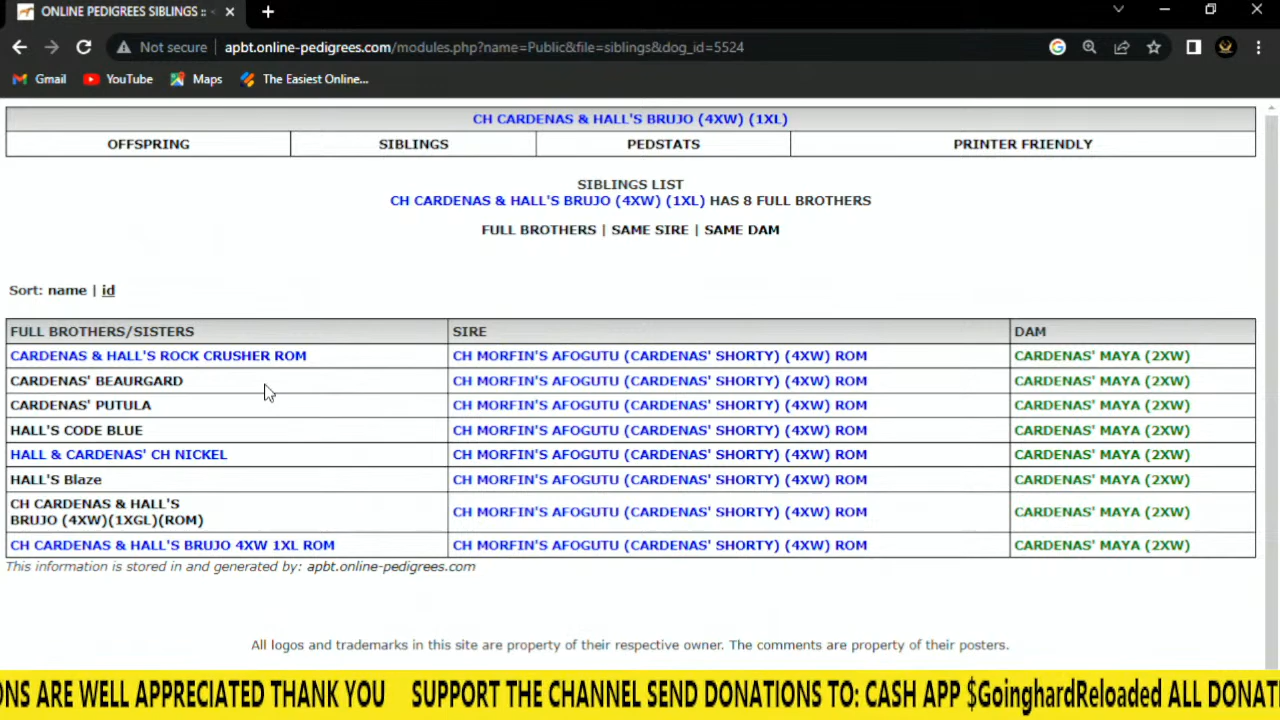 ONLINE PEDIGREES SIBLINGS ::
Not secure apbt.online-pedigrees.com/modules.php?name=Public&file=siblings&dog_id=5524
Gmail YouTube Maps The Easiest Online...
CH CARDENAS & HALL'S BRUJO (4XW) (1XL)
OFFSPRING SIBLINGS PEDSTATS PRINTER FRIENDLY
SIBLINGS LIST
CH CARDENAS & HALL'S BRUJO (4XW) (1XL) HAS 8 FULL BROTHERS
FULL BROTHERS | SAME SIRE | SAME DAM
Sort: name | id
FULL BROTHERS/SISTERS SIRE DAM
CARDENAS & HALL'S ROCK CRUSHER ROM CH MORFIN'S AFOGUTU (CARDENAS' SHORTY) (4XW) ROM CARDENAS' MAYA (2XW)
CARDENAS' BEAURGARD CH MORFIN'S AFOGUTU (CARDENAS' SHORTY) (4XW) ROM CARDENAS' MAYA (2XW)
CARDENAS' PUTULA CH MORFIN'S AFOGUTU (CARDENAS' SHORTY) (4XW) ROM CARDENAS' MAYA (2XW)
HALL'S CODE BLUE CH MORFIN'S AFOGUTU (CARDENAS' SHORTY) (4XW) ROM CARDENAS' MAYA (2XW)
HALL & CARDENAS' CH NICKEL CH MORFIN'S AFOGUTU (CARDENAS' SHORTY) (4XW) ROM CARDENAS' MAYA (2XW)
HALL'S Blaze CH MORFIN'S AFOGUTU (CARDENAS' SHORTY) (4XW) ROM CARDENAS' MAYA (2XW)
CH CARDENAS & HALL'S
BRUJO (4XW)(1XGL)(ROM) CH MORFIN'S AFOGUTU (CARDENAS' SHORTY) (4XW) ROM CARDENAS' MAYA (2XW)
CH CARDENAS & HALL'S BRUJO 4XW 1XL ROM CH MORFIN'S AFOGUTU (CARDENAS' SHORTY) (4XW) ROM CARDENAS' MAYA (2XW)
This information is stored in and generated by: apbt.online-pedigrees.com
All logos and trademarks in this site are property of their respective owner. The comments are property of their posters.
ONS ARE WELL APPRECIATED THANK YOU SUPPORT THE CHANNEL SEND DONATIONS TO: CASH APP $GoinghardReloaded ALL DONATI